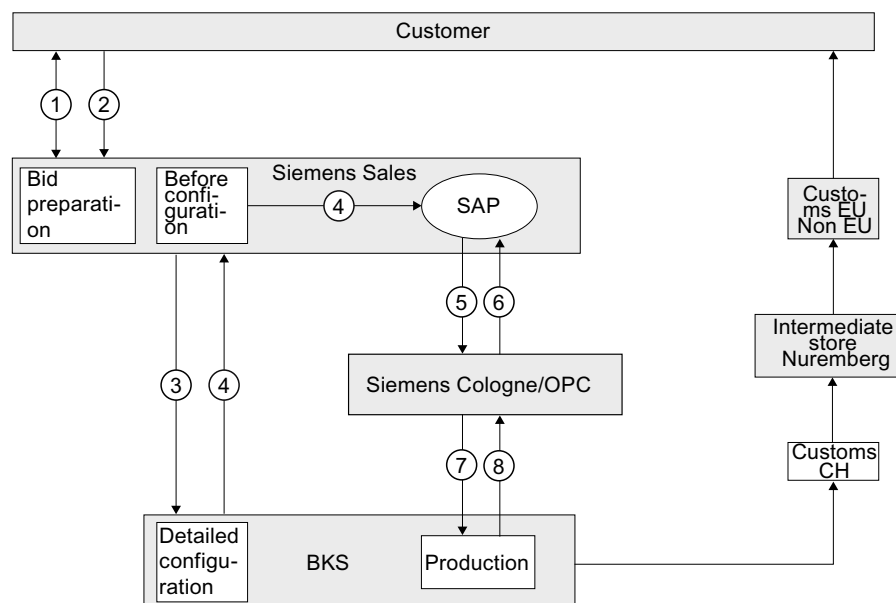 Customer
1
2
Siemens Sales
Bid
preparati-
on
Before
confi-
gurati-
on
4
SAP
Custo-
ms EU
Non EU
5
6
Intermediate
store
Nuremberg
3
4
Siemens Cologne/OPC
7
8
Customs
CH
Detailed
configu-
ration
BKS
Production